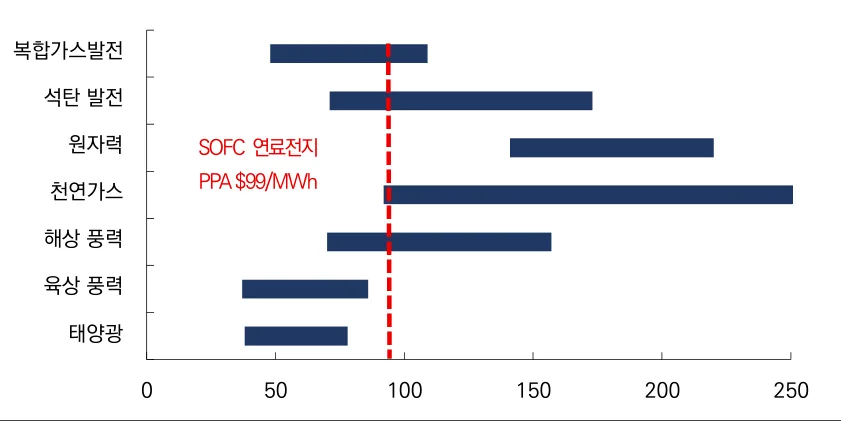 복합가스발전
석탄 발전
원자력
SOFC 연료전지
PPA $99/MWh
천연가스
해상 풍력
육상 풍력
태양광
0 50 100 150 200 250